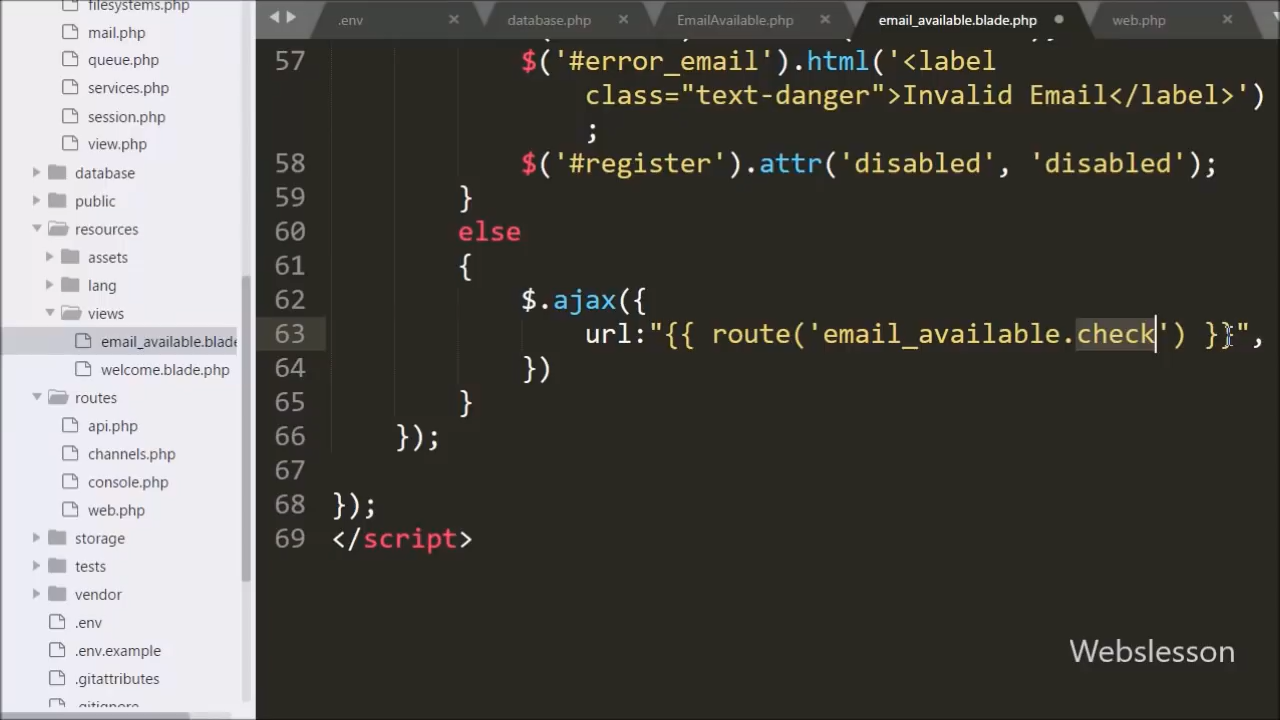 filesystems.php
mail.php
queue.php
services.php
session.php
view.php
database
public
resources
assets
lang
views
email_available.blade
welcome.blade.php
routes
api.php
channels.php
console.php
web.php
storage
tests
vendor
.env
.env.example
.gitattributes
.gitignore
.env database.php EmailAvailable.php email_available.blade.php web.php
57 $('#error_email').html('<label
class="text-danger">Invalid Email</label>')
;
58 $('#register').attr('disabled', 'disabled');
59 }
60 else
61 {
62 $.ajax({
63 url:"{{ route('email_available.check') }}",
64 })
65 }
66 });
67
68 });
69 </script>
Webslesson